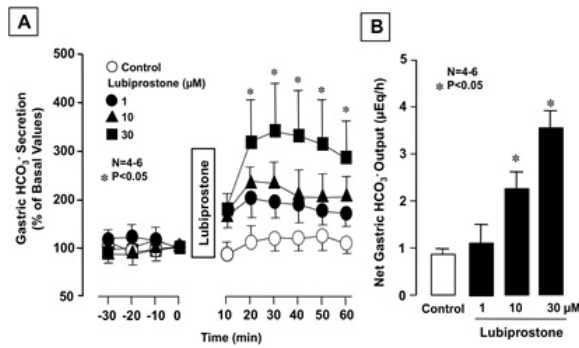 A
Gastric HCO3- Secretion
(% of Basal Values)
500
400
300
200
100
50
Control
Lubiprostone (μM)
1
10
30
N=4-6
* P<0.05
Lubiprostone
* * * * *
-30 -20 -10 0 10 20 30 40 50 60
Time (min)
B
Net Gastric HCO3- Output (μEq/h)
5
4
3
2
1
0
N=4-6
* P<0.05
*
*
Control 1 10 30 μM
Lubiprostone